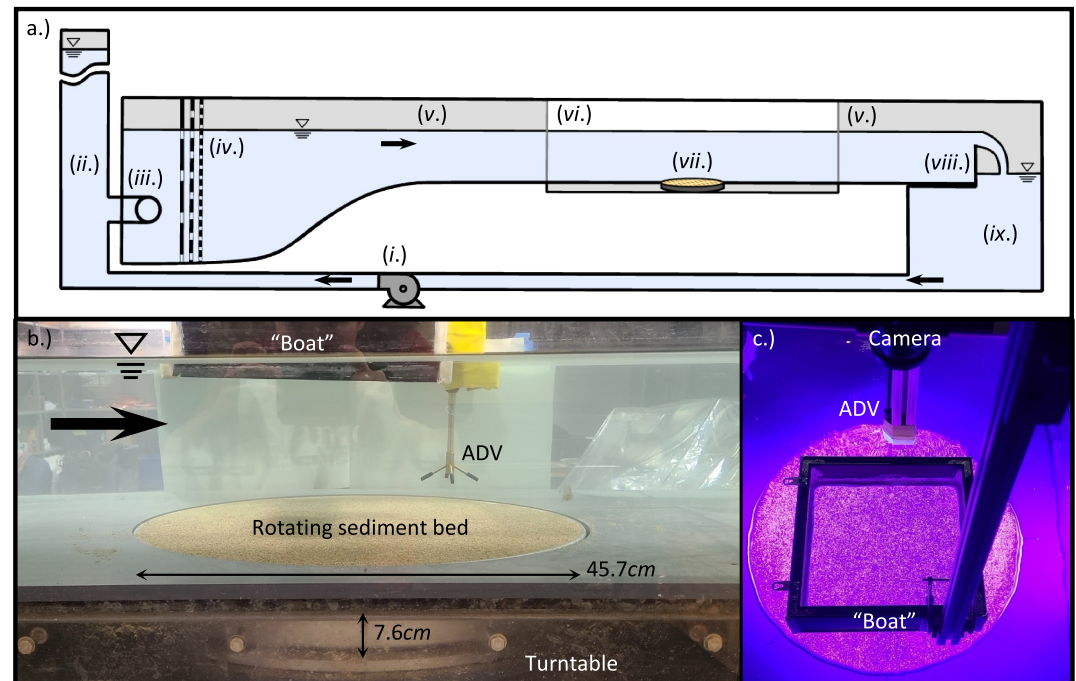 a.)
(v.)
(vi.)
(v.)
(iv.)
(ii.)
(iii.)
(vii.)
(viii.)
(ix.)
(i.)
b.)
“Boat”
ADV
Rotating sediment bed
45.7cm
7.6cm
Turntable
c.)
Camera
ADV
“Boat”